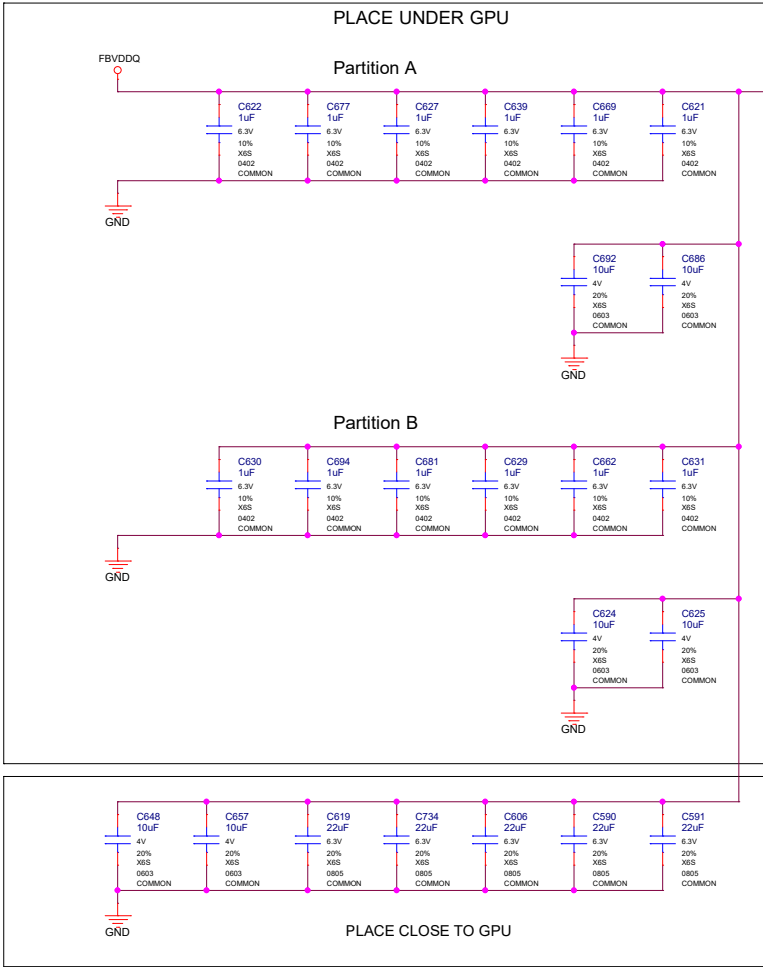 PLACE UNDER GPU
FBVDDQ
Partition A
C622 C677 C627 C639 C669 C621
1uF 1uF 1uF 1uF 1uF 1uF
6.3V 6.3V 6.3V 6.3V 6.3V 6.3V
10% 10% 10% 10% 10% 10%
X6S X6S X6S X6S X6S X6S
0402 0402 0402 0402 0402 0402
COMMON COMMON COMMON COMMON COMMON COMMON
GND
C692 C686
10uF 10uF
4V 4V
20% 20%
X6S X6S
0603 0603
COMMON COMMON
GND
Partition B
C630 C694 C681 C629 C662 C631
1uF 1uF 1uF 1uF 1uF 1uF
6.3V 6.3V 6.3V 6.3V 6.3V 6.3V
10% 10% 10% 10% 10% 10%
X6S X6S X6S X6S X6S X6S
0402 0402 0402 0402 0402 0402
COMMON COMMON COMMON COMMON COMMON COMMON
GND
C624 C625
10uF 10uF
4V 4V
20% 20%
X6S X6S
0603 0603
COMMON COMMON
GND
C648 C657 C619 C734 C606 C590 C591
10uF 10uF 22uF 22uF 22uF 22uF 22uF
4V 4V 6.3V 6.3V 6.3V 6.3V 6.3V
20% 20% 20% 20% 20% 20% 20%
X6S X6S X6S X6S X6S X6S X6S
0603 0603 0805 0805 0805 0805 0805
COMMON COMMON COMMON COMMON COMMON COMMON COMMON
GND
PLACE CLOSE TO GPU